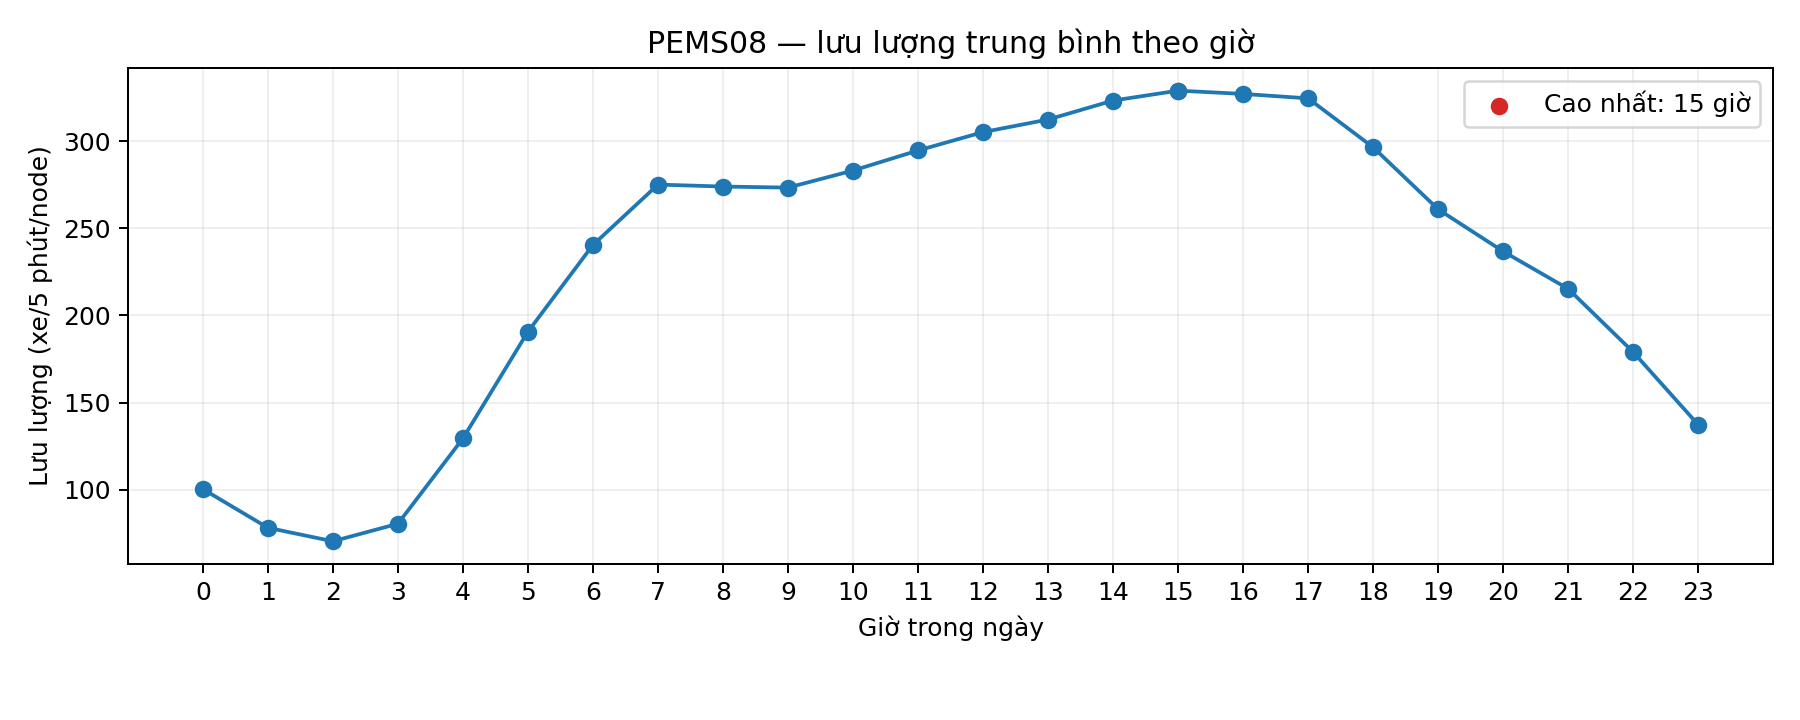 PEMS08 — lưu lượng trung bình theo giờ
Cao nhất: 15 giờ
Lưu lượng (xe/5 phút/node)
300
250
200
150
100
0 1 2 3 4 5 6 7 8 9 10 11 12 13 14 15 16 17 18 19 20 21 22 23
Giờ trong ngày